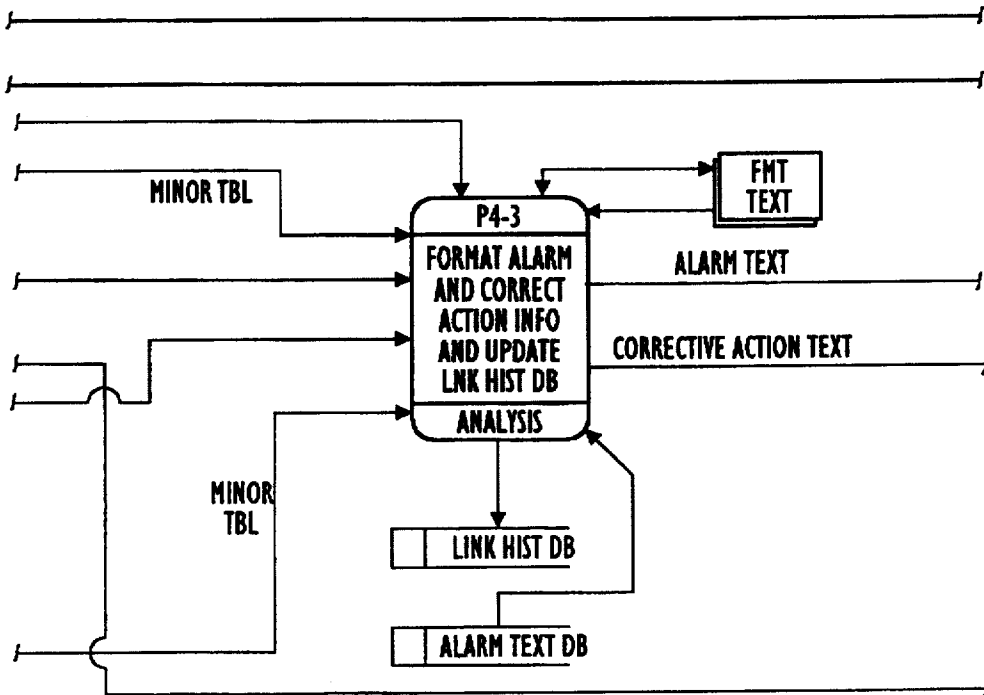 MINOR TBL
FMT
TEXT
P4-3
FORMAT ALARM
AND CORRECT
ACTION INFO
AND UPDATE
LNK HIST DB
ANALYSIS
ALARM TEXT
CORRECTIVE ACTION TEXT
MINOR
TBL
LINK HIST DB
ALARM TEXT DB